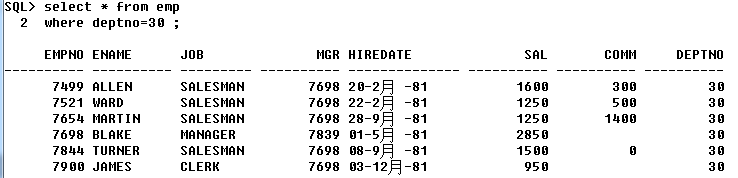 SQL> select * from emp
2 where deptno=30 ;
EMPNO ENAME JOB MGR HIREDATE SAL COMM DEPTNO
---------- ---------- --------- ---------- -------------- ---------- ---------- ----------
7499 ALLEN SALESMAN 7698 20-2月 -81 1600 300 30
7521 WARD SALESMAN 7698 22-2月 -81 1250 500 30
7654 MARTIN SALESMAN 7698 28-9月 -81 1250 1400 30
7698 BLAKE MANAGER 7839 01-5月 -81 2850 30
7844 TURNER SALESMAN 7698 08-9月 -81 1500 0 30
7900 JAMES CLERK 7698 03-12月-81 950 30